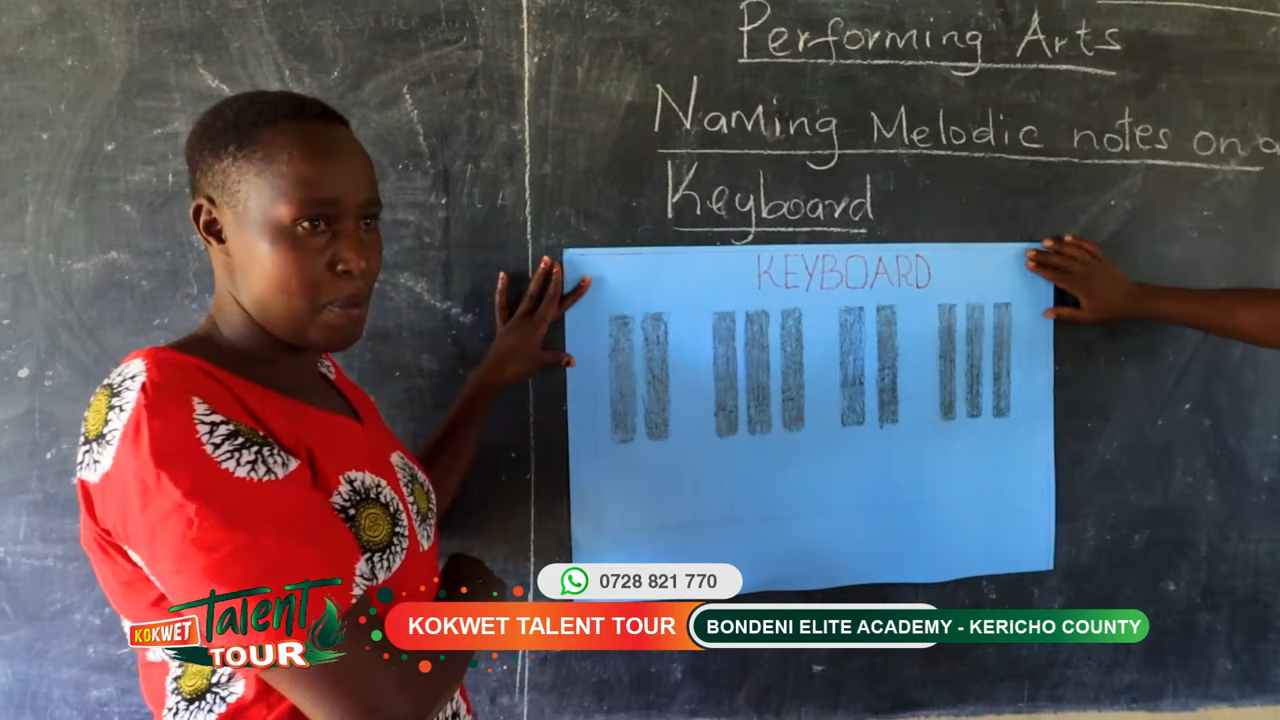 Performing Arts
Naming Melodic notes on a
Keyboard
KEYBOARD
0728 821 770
KOKWET TALENT TOUR
BONDENI ELITE ACADEMY - KERICHO COUNTY
KOKWET
Talent
TOUR